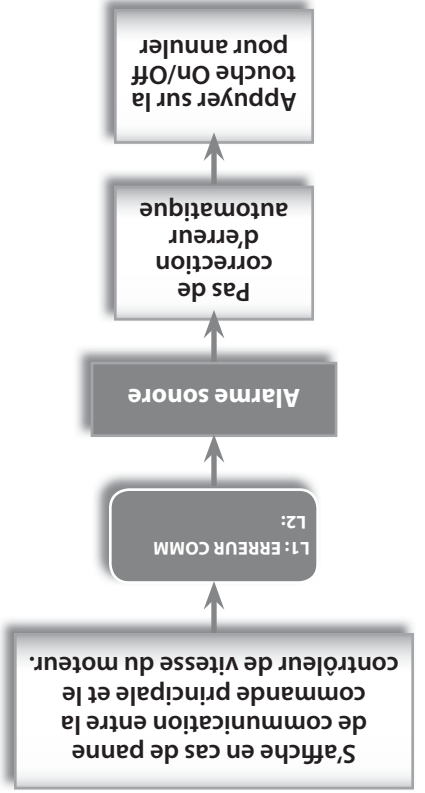 S'affiche en cas de panne
de communication entre la
commande principale et le
contrôleur de vitesse du moteur.
L1: ERREUR COMM
L2:
Alarme sonore
Pas de
correction
d'erreur
automatique
Appuyer sur la
touche On/Off
pour annuler